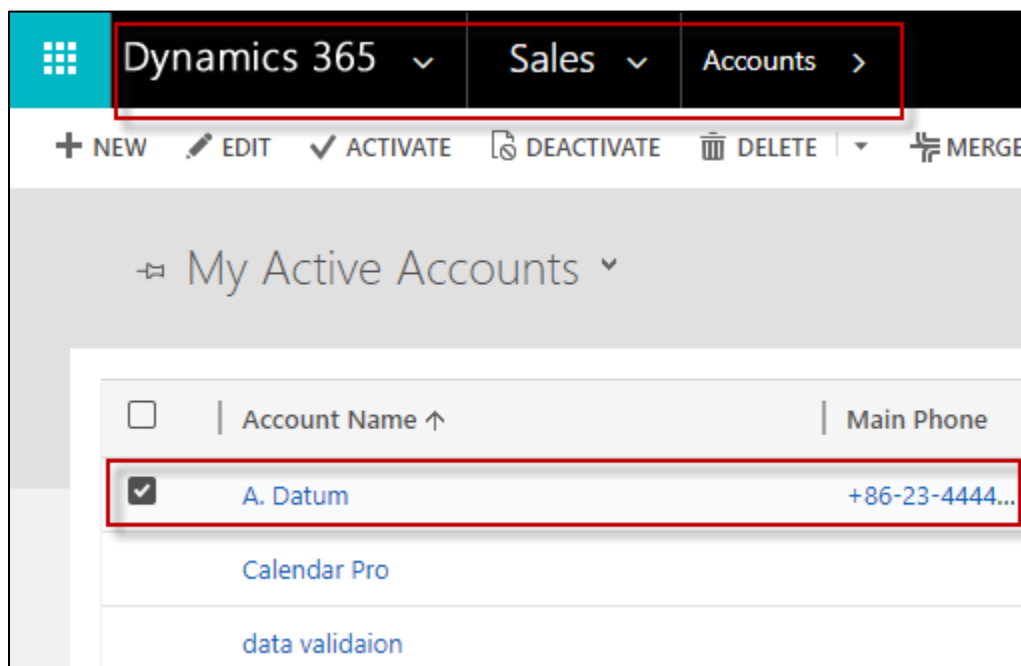 Dynamics 365 Sales Accounts
NEW EDIT ACTIVATE DEACTIVATE DELETE MERGE
My Active Accounts
Account Name Main Phone
A. Datum +86-23-4444...
Calendar Pro
data validaion